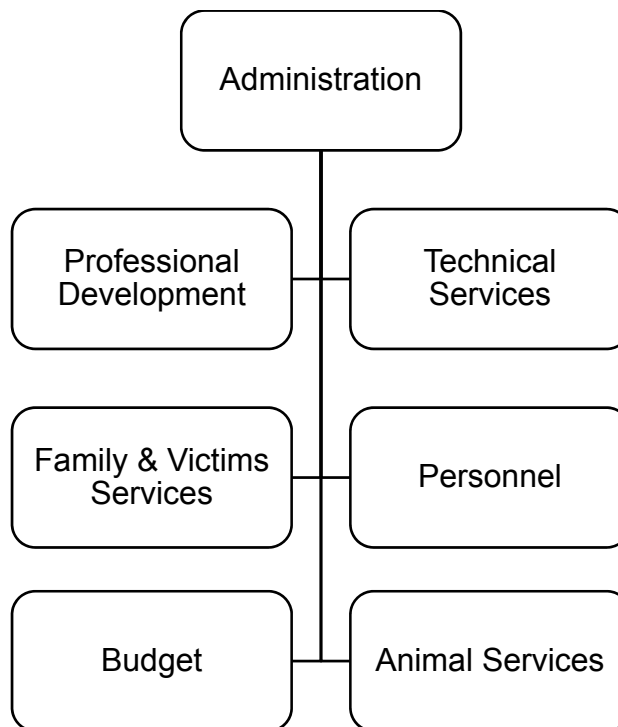 Administration
Professional
Development
Technical
Services
Family & Victims
Services
Personnel
Budget
Animal Services